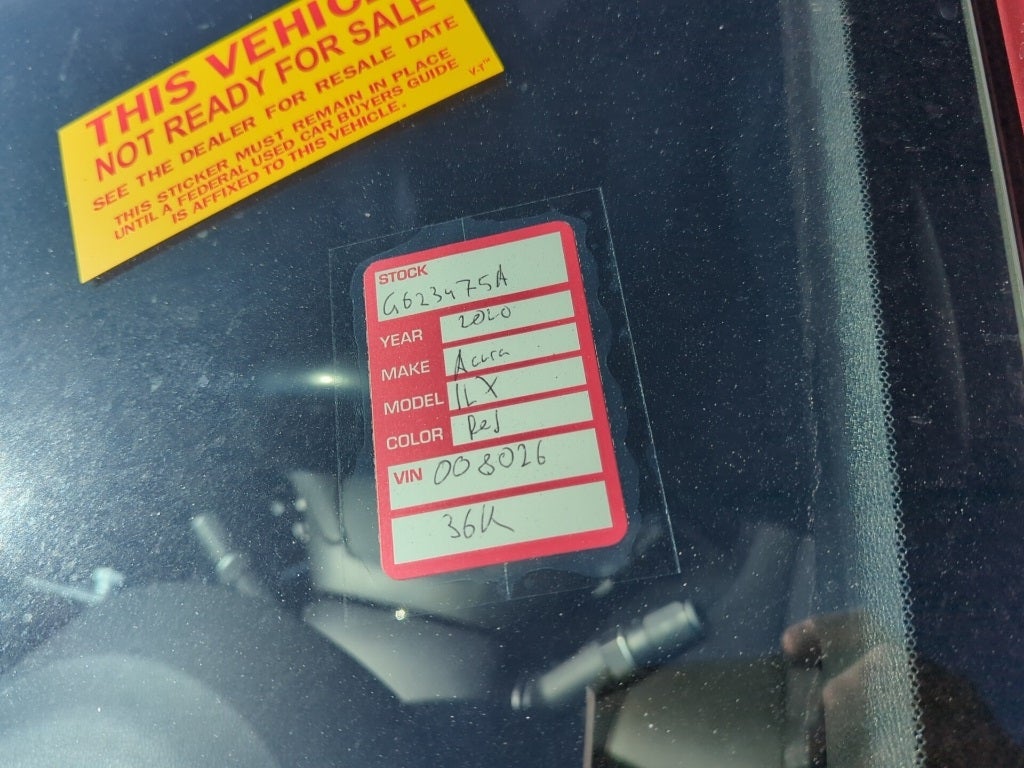 THIS VEHICLE
NOT READY FOR SALE
SEE THE DEALER FOR RESALE DATE
THIS STICKER MUST REMAIN IN PLACE
UNTIL A FEDERAL USED CAR BUYERS GUIDE
IS AFFIXED TO THIS VEHICLE.
V-T™
STOCK
G623475A
YEAR 2020
MAKE Acura
MODEL ILX
COLOR Red
VIN 008026
36K